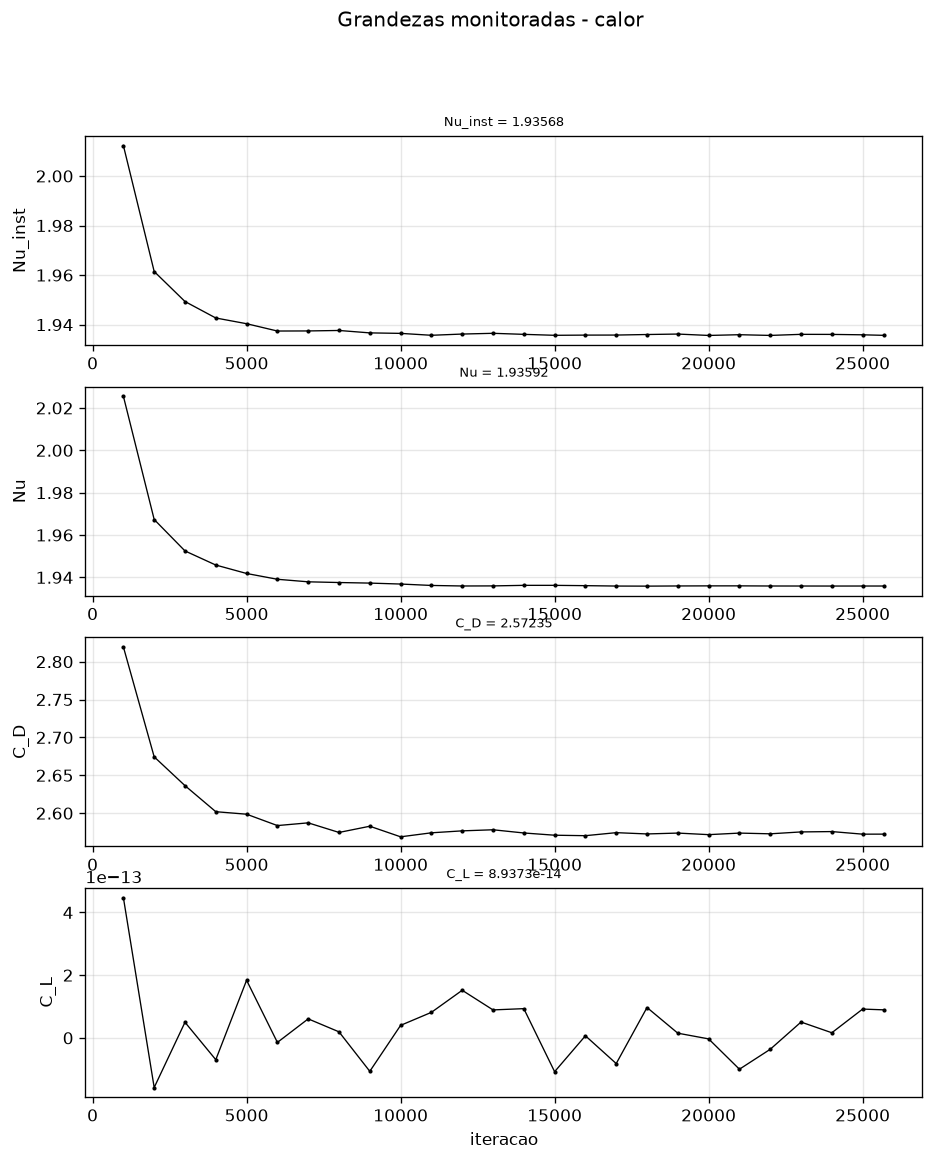 Grandezas monitoradas - calor
Nu_inst = 1.93568
Nu_inst
2.00
1.98
1.96
1.94
0 5000 10000 15000 20000 25000
Nu = 1.93592
Nu
2.02
2.00
1.98
1.96
1.94
0 5000 10000 15000 20000 25000
C_D = 2.57235
C_D
2.80
2.75
2.70
2.65
2.60
0 5000 10000 15000 20000 25000
1e−13
C_L = 8.9373e-14
C_L
4
2
0
0 5000 10000 15000 20000 25000
iteracao